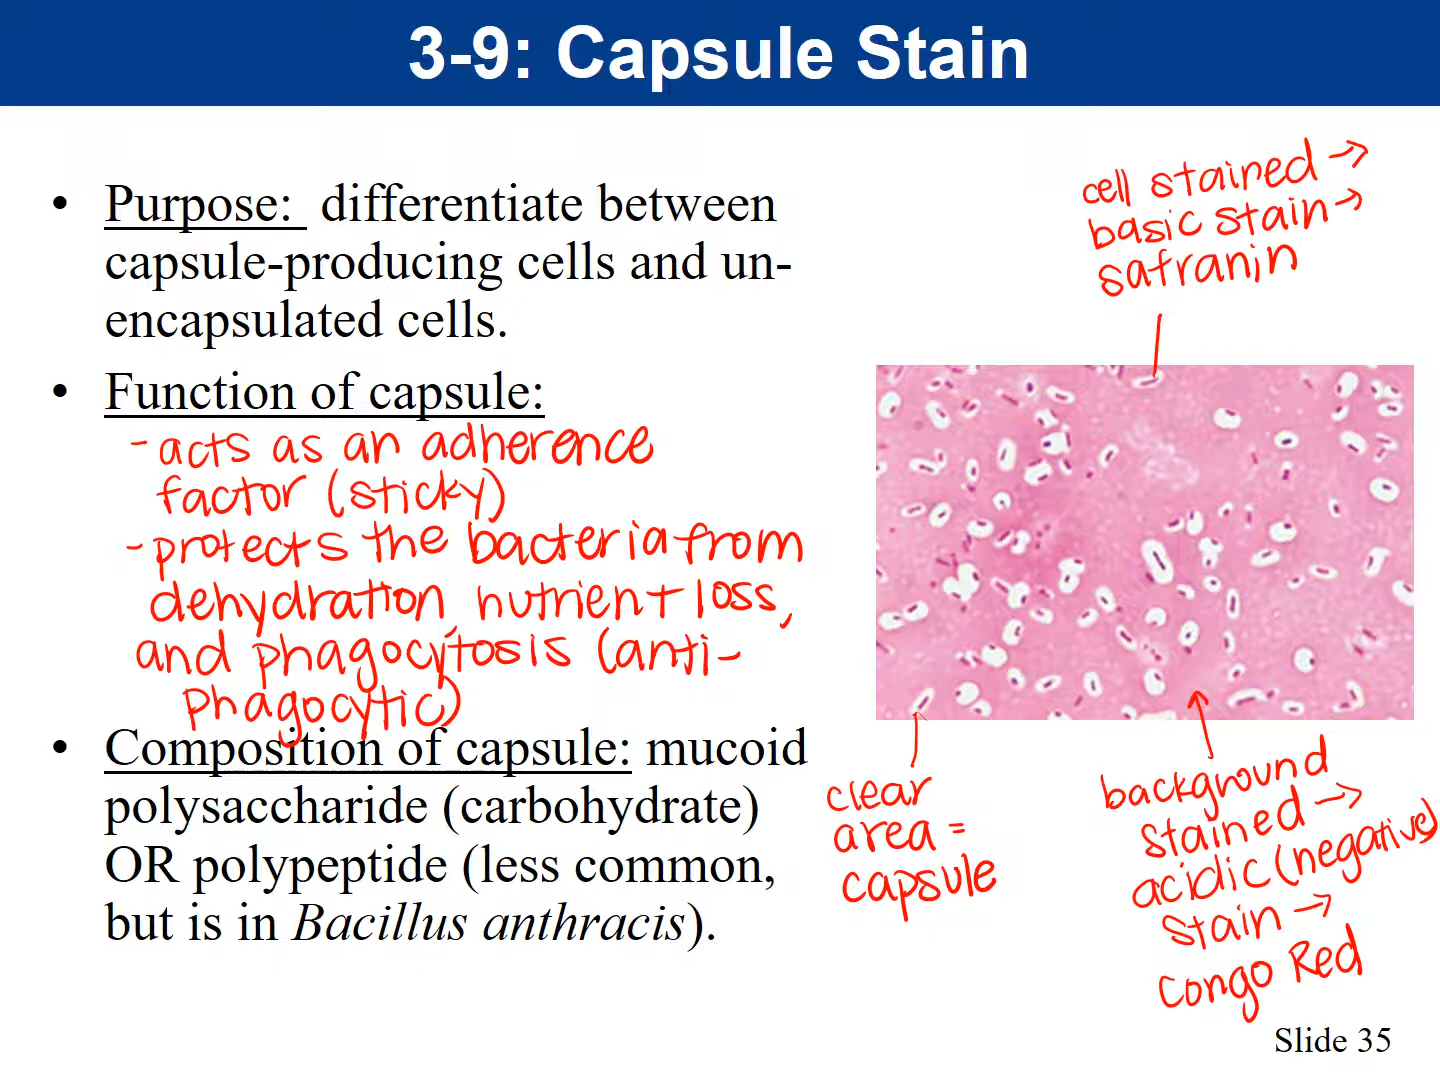 3-9: Capsule Stain
• Purpose: differentiate between
capsule-producing cells and un-
encapsulated cells.
• Function of capsule:
-acts as an adherence
factor (sticky)
-protects the bacteria from
dehydration, nutrient loss,
and phagocytosis (anti-
phagocytic)
• Composition of capsule: mucoid
polysaccharide (carbohydrate)
OR polypeptide (less common,
but is in Bacillus anthracis).
cell stained →
basic stain →
safranin
clear
area =
capsule
background
stained →
acidic (negative)
stain →
Congo Red
Slide 35